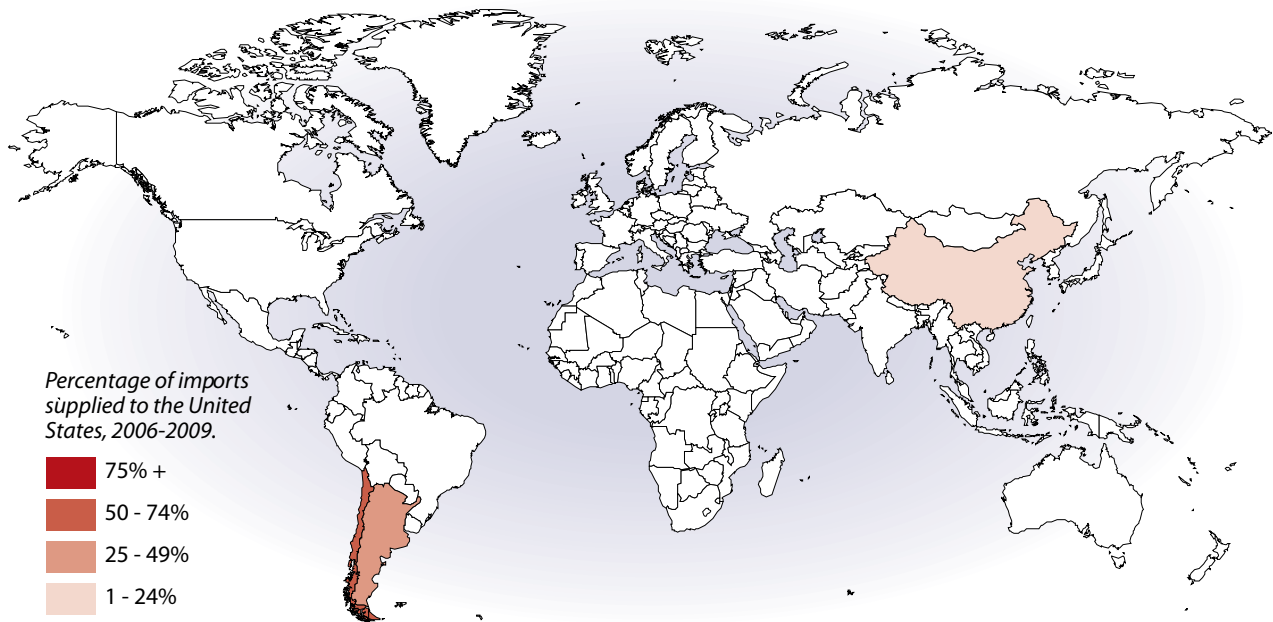 Percentage of imports
supplied to the United
States, 2006-2009.
75% +
50 - 74%
25 - 49%
1 - 24%